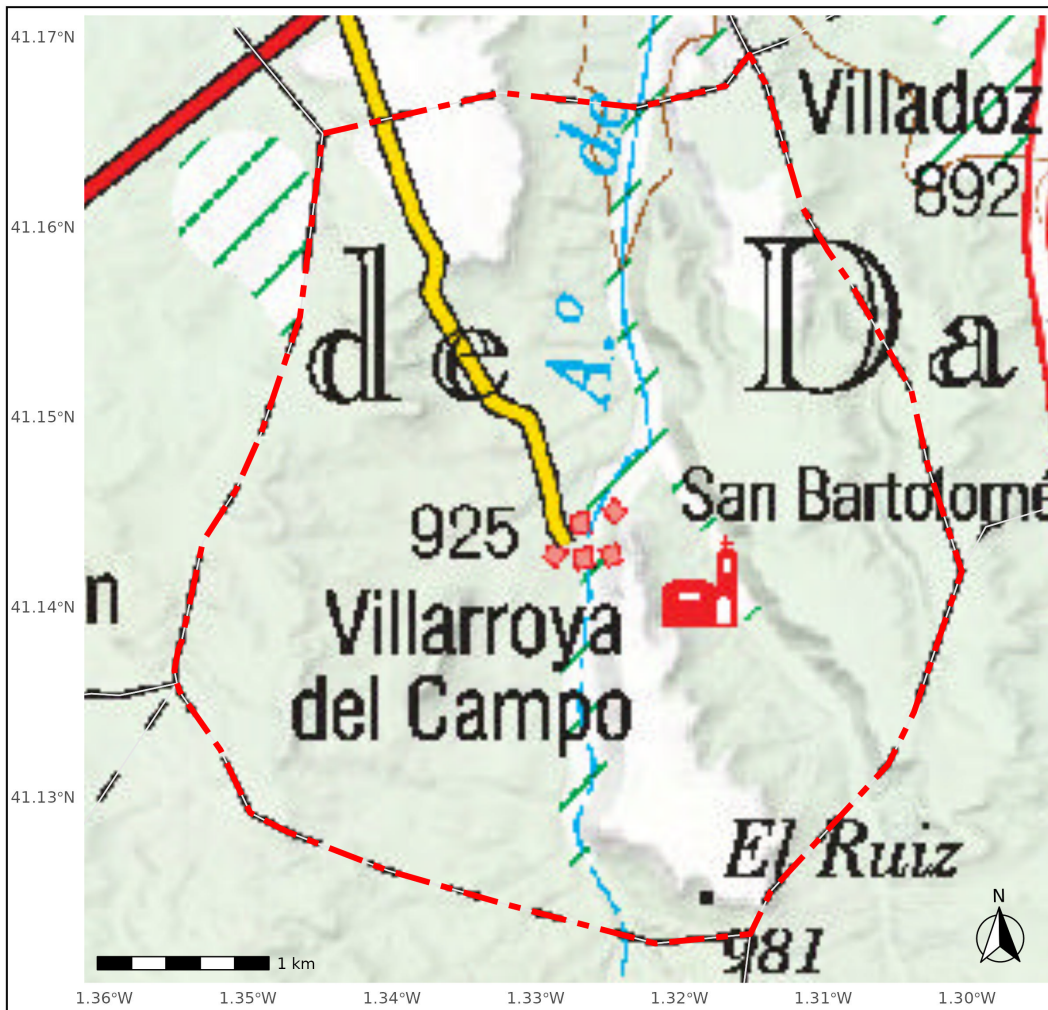 41.17°N
41.16°N
41.15°N
41.14°N
41.13°N
Villadoz
892
de
A.º de
de Da
San Bartolomé
925
n
Villarroya
del Campo
El Ruiz
981
N
1 km
1.36°W
1.35°W
1.34°W
1.33°W
1.32°W
1.31°W
1.30°W